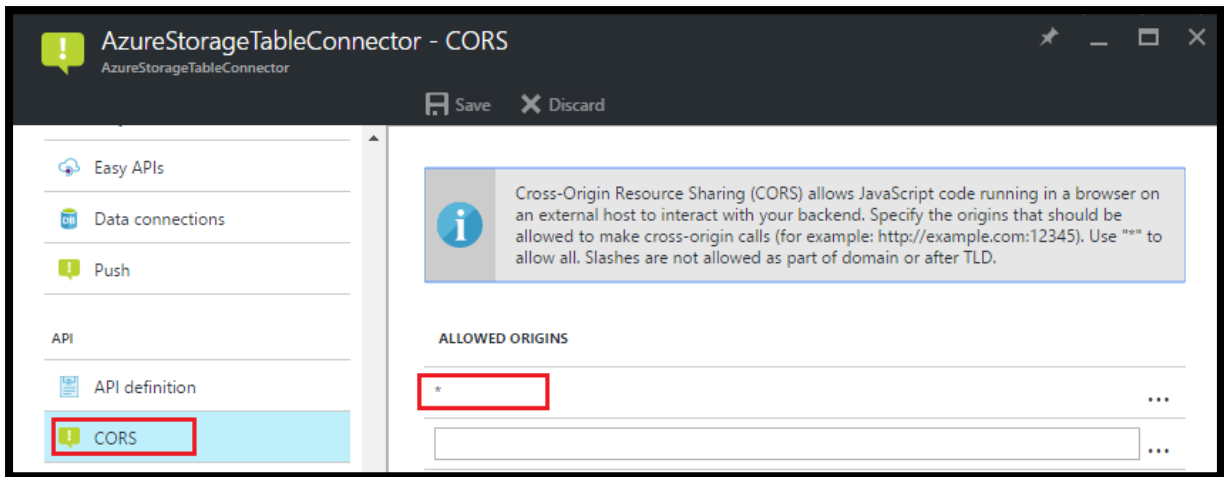 AzureStorageTableConnector - CORS
AzureStorageTableConnector
Save Discard
Easy APIs
Data connections
Push
API
API definition
CORS
Cross-Origin Resource Sharing (CORS) allows JavaScript code running in a browser on
an external host to interact with your backend. Specify the origins that should be
allowed to make cross-origin calls (for example: http://example.com:12345). Use "*" to
allow all. Slashes are not allowed as part of domain or after TLD.
ALLOWED ORIGINS
*